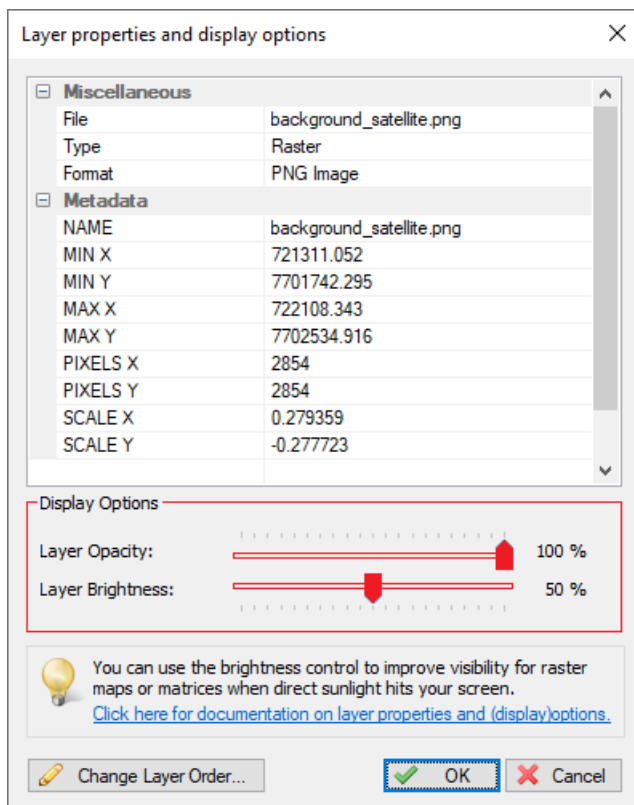 Layer properties and display options
Miscellaneous
File background_satellite.png
Type Raster
Format PNG Image
Metadata
NAME background_satellite.png
MIN X 721311.052
MIN Y 7701742.295
MAX X 722108.343
MAX Y 7702534.916
PIXELS X 2854
PIXELS Y 2854
SCALE X 0.279359
SCALE Y -0.277723
Display Options
Layer Opacity: 100 %
Layer Brightness: 50 %
You can use the brightness control to improve visibility for raster
maps or matrices when direct sunlight hits your screen.
Click here for documentation on layer properties and (display)options.
Change Layer Order... OK Cancel